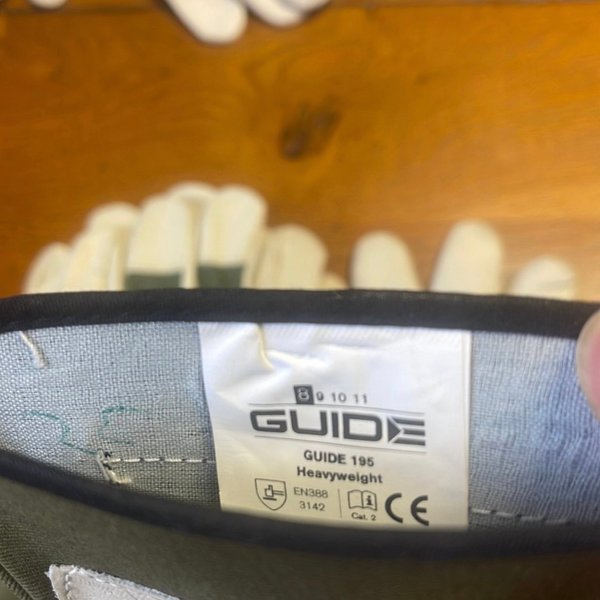 8 9 10 11
GUIDE
GUIDE 195
Heavyweight
EN388
3142
Cat. 2
CE